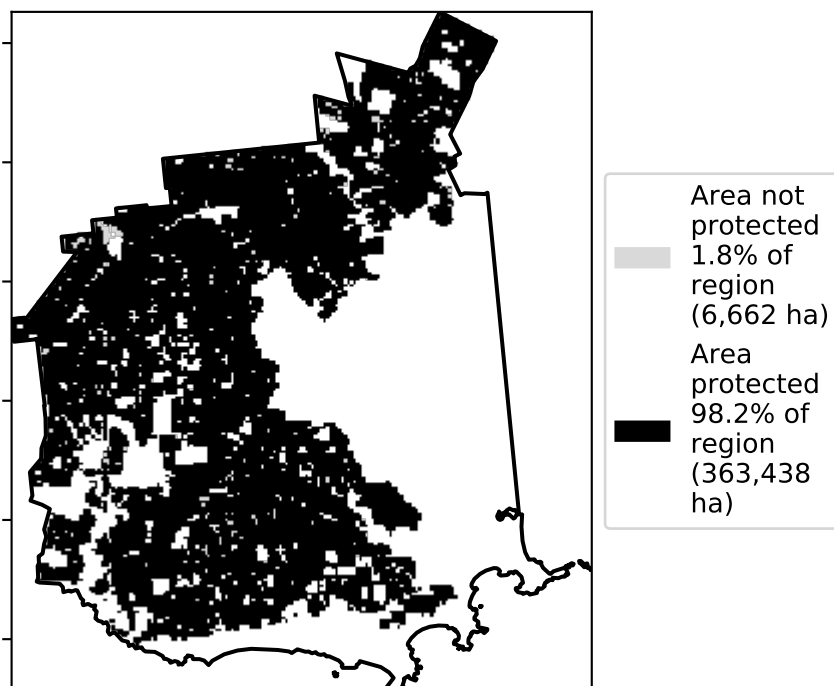 Area not
protected
1.8% of
region
(6,662 ha)
Area
protected
98.2% of
region
(363,438
ha)